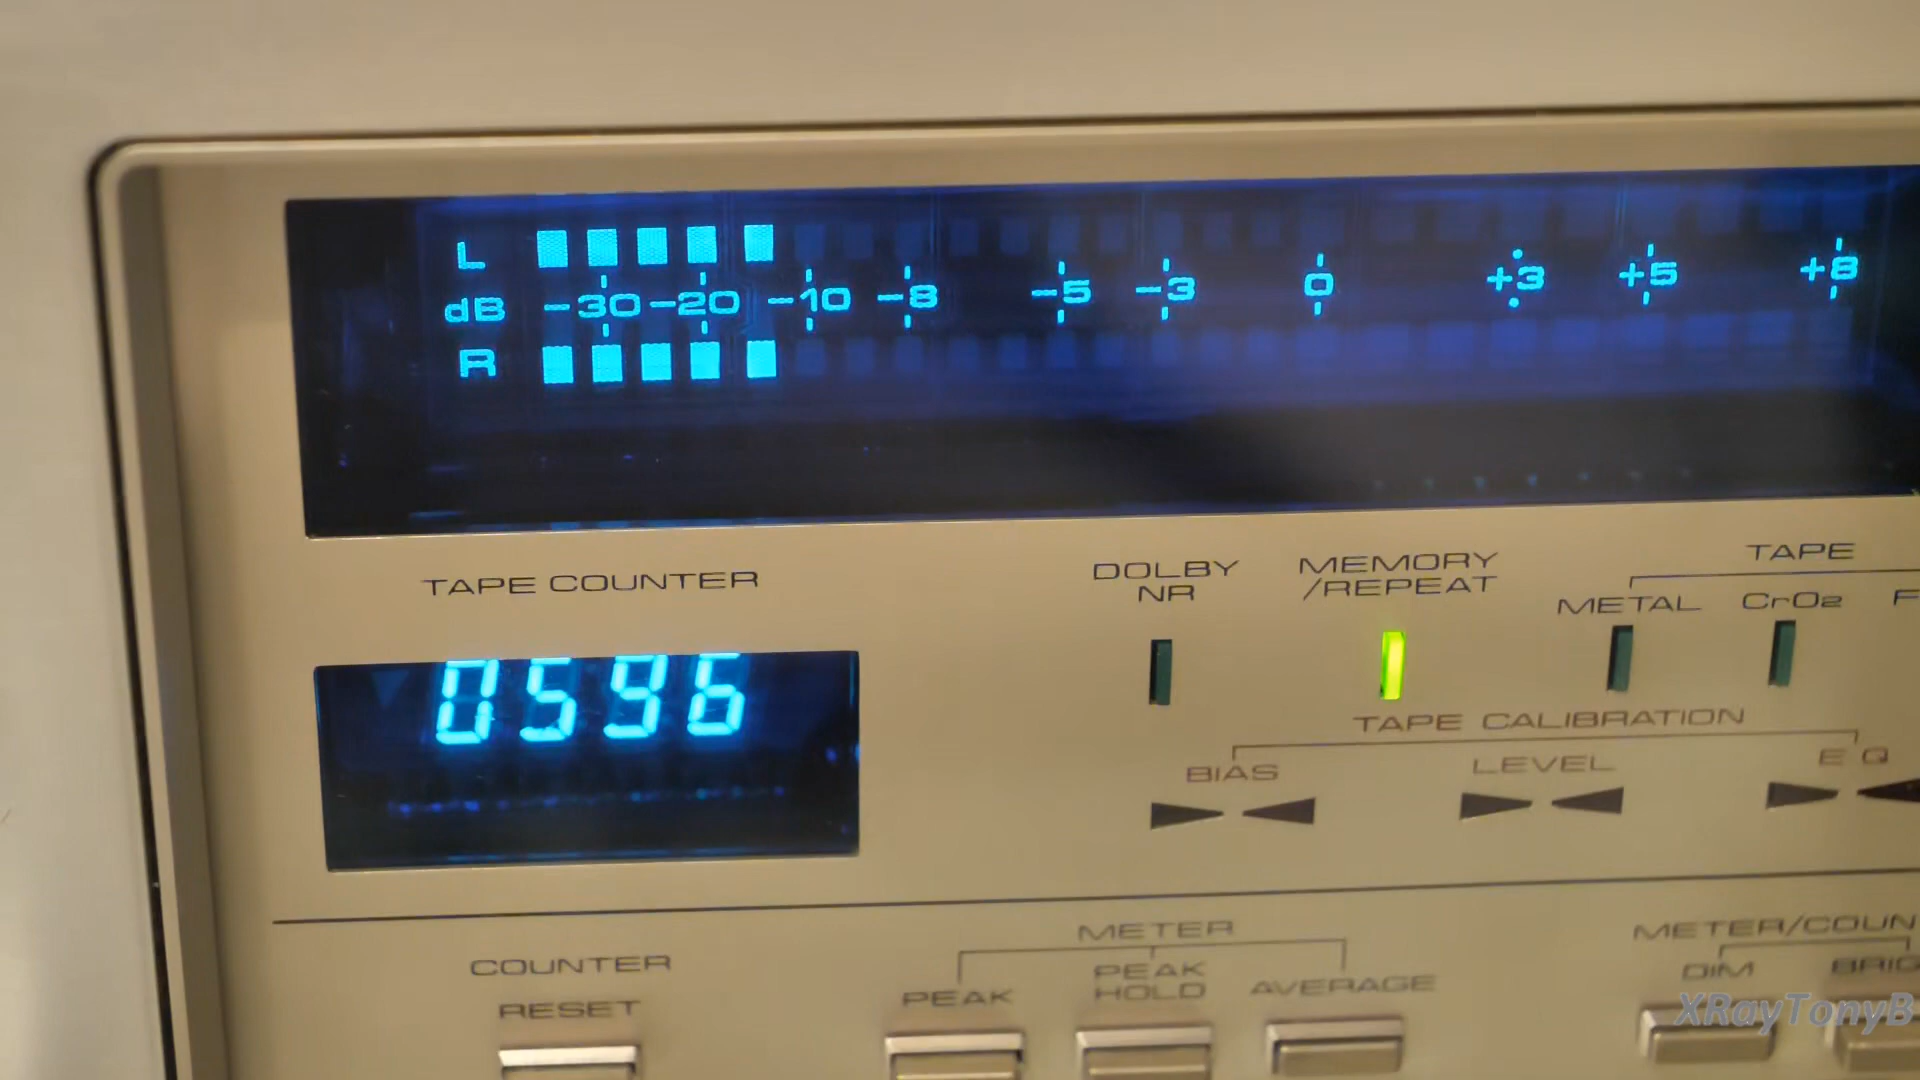 L
dB -30 -20 -10 -8 -5 -3 0 +3 +5 +8
R
TAPE COUNTER
0596
DOLBY
NR
MEMORY
/REPEAT
TAPE
METAL CrO2 F
TAPE CALIBRATION
BIAS LEVEL EQ
COUNTER
RESET
METER
PEAK
PEAK
HOLD
AVERAGE
METER/COUN
DIM BRIG
XRayTonyB